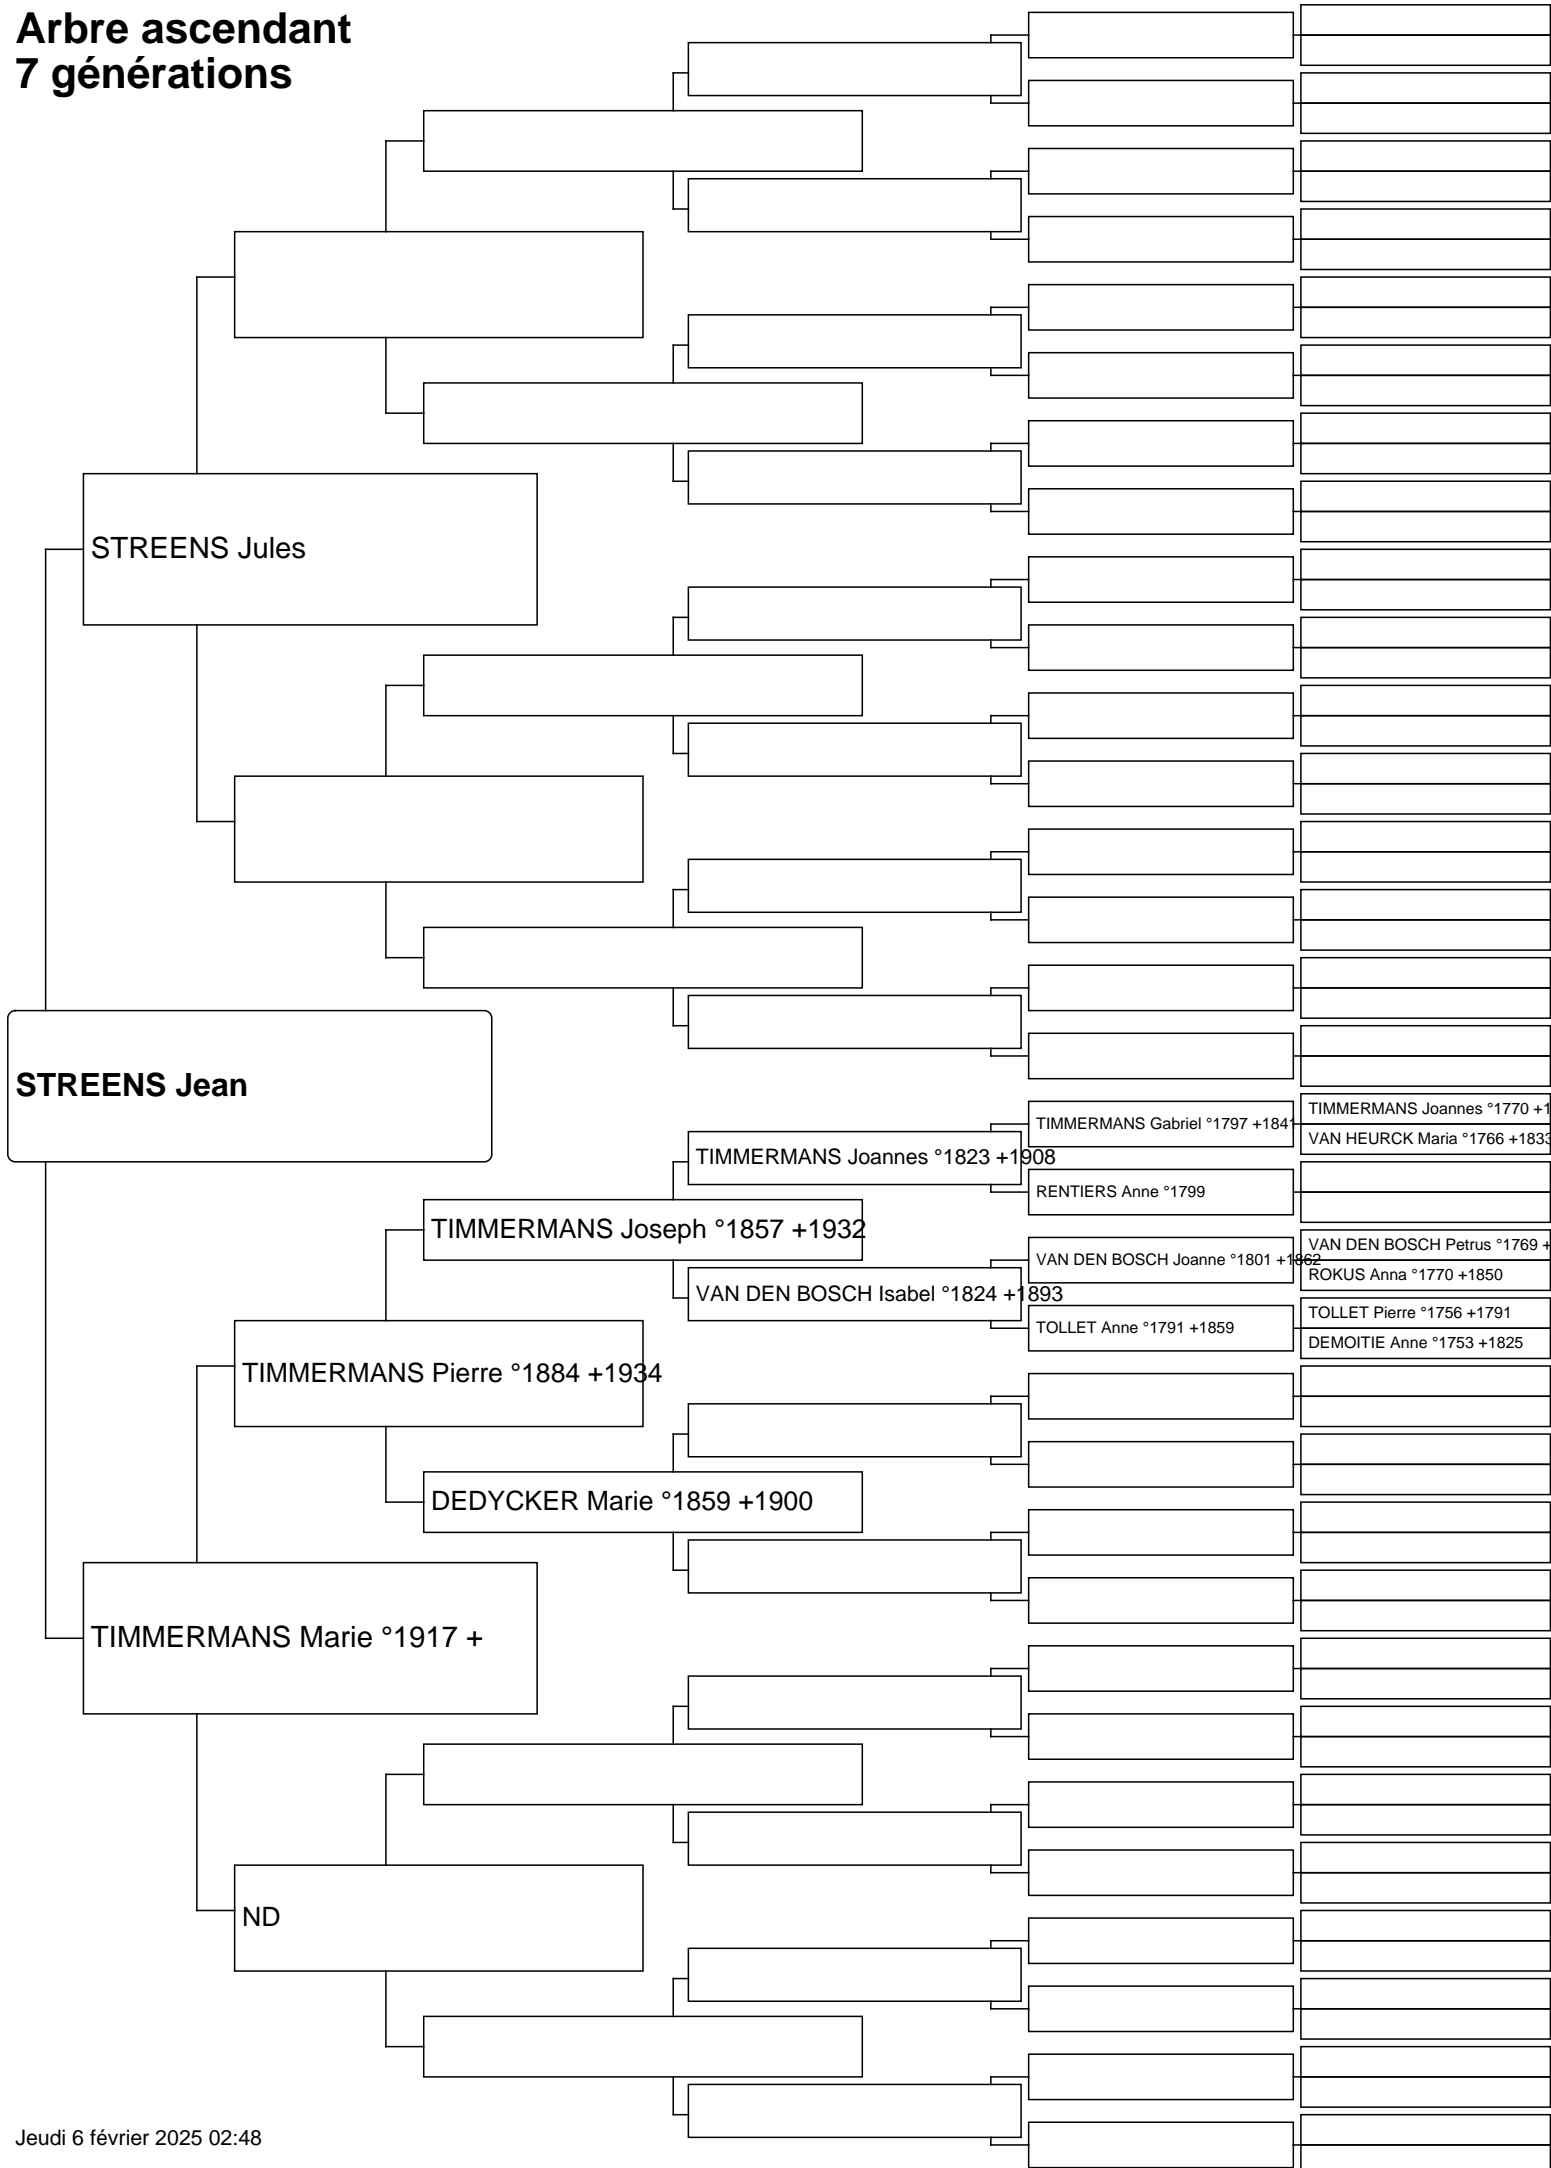 Arbre ascendant
7 générations
STREENS Jules
STREENS Jean
TIMMERMANS Gabriel °1797 +1841
TIMMERMANS Joannes °1770 +1
VAN HEURCK Maria °1766 +1833
TIMMERMANS Joannes °1823 +1908
RENTIERS Anne °1799
TIMMERMANS Joseph °1857 +1932
VAN DEN BOSCH Joanne °1801 +1862
VAN DEN BOSCH Petrus °1769 +
ROKUS Anna °1770 +1850
VAN DEN BOSCH Isabel °1824 +1893
TOLLET Anne °1791 +1859
TOLLET Pierre °1756 +1791
DEMOITIE Anne °1753 +1825
TIMMERMANS Pierre °1884 +1934
DEDYCKER Marie °1859 +1900
TIMMERMANS Marie °1917 +
ND
Jeudi 6 février 2025 02:48